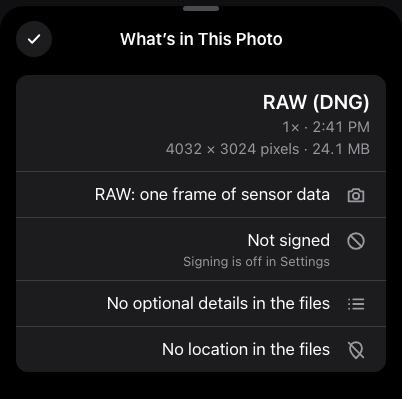 What's in This Photo
RAW (DNG)
1× · 2:41 PM
4032 × 3024 pixels · 24.1 MB
RAW: one frame of sensor data
Not signed
Signing is off in Settings
No optional details in the files
No location in the files